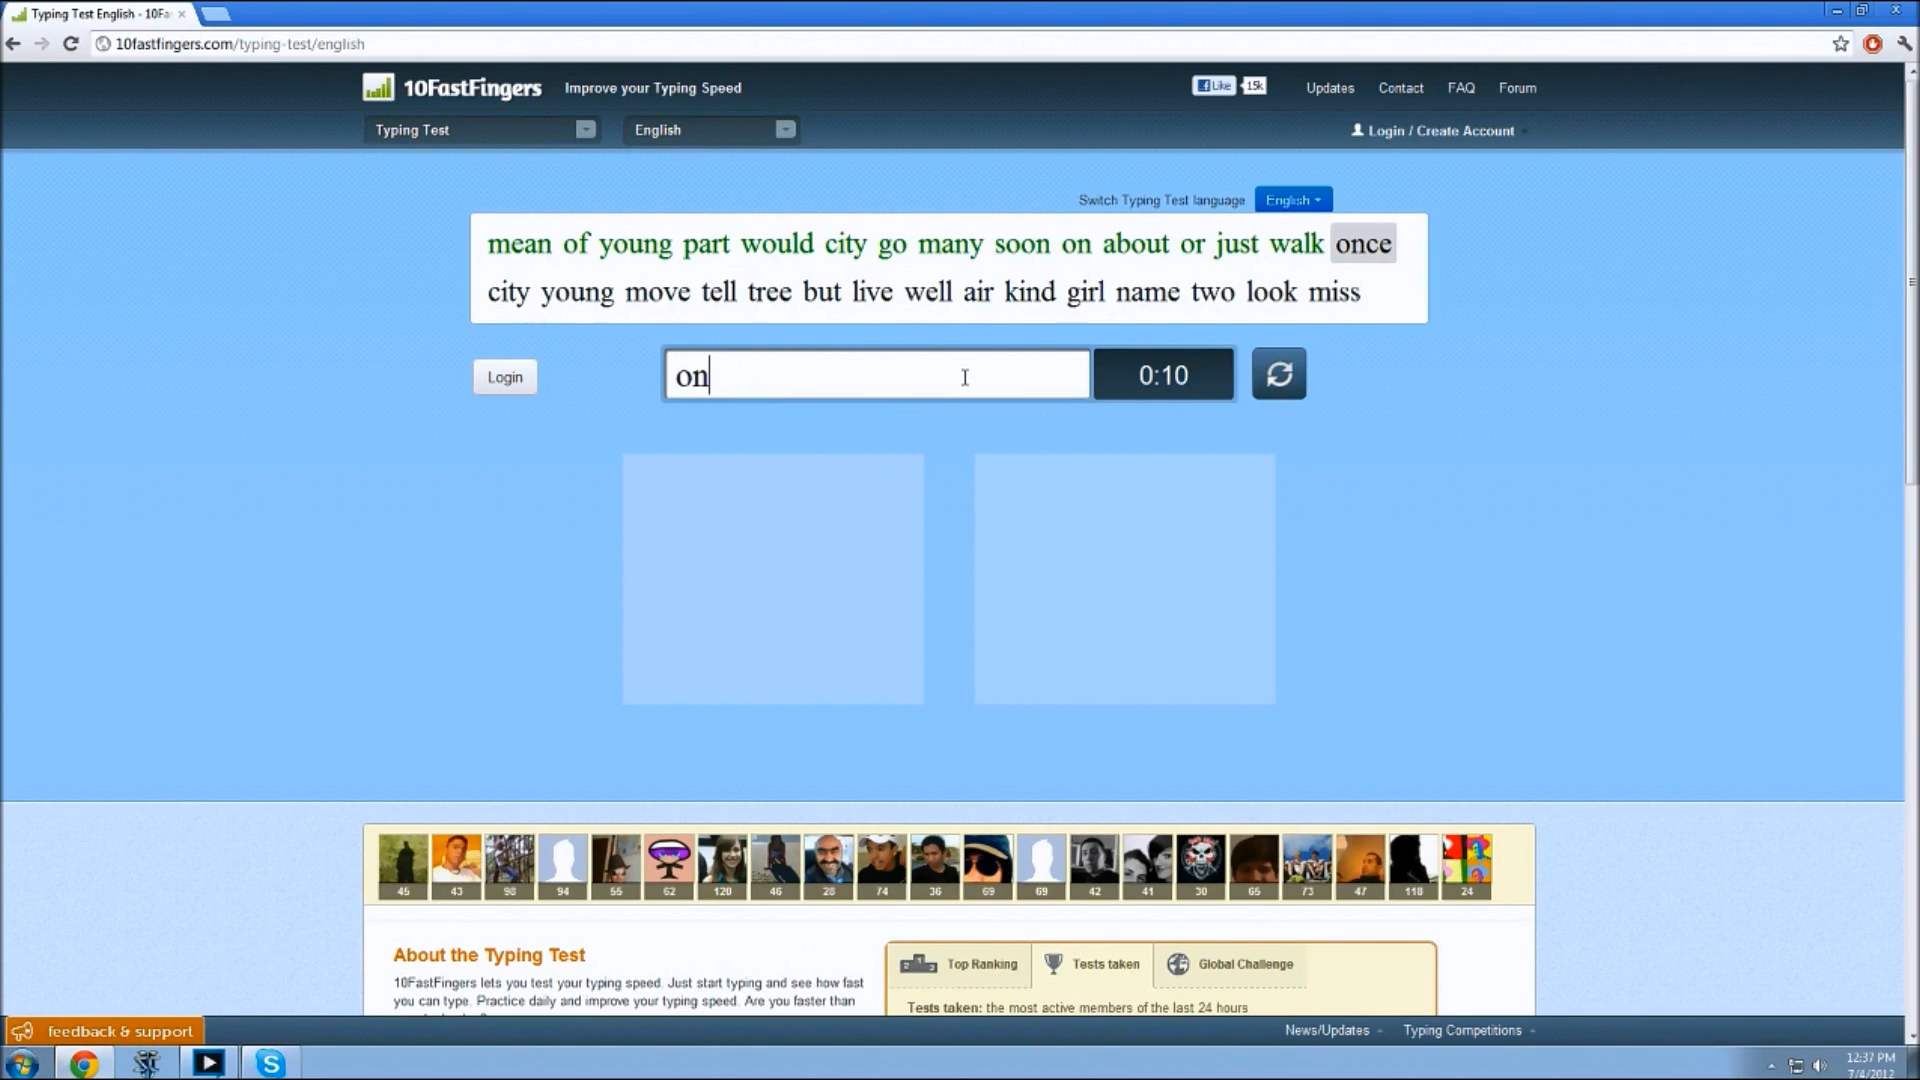 Typing Test English - 10Fa
10fastfingers.com/typing-test/english
10FastFingers Improve your Typing Speed
Like 15k
Updates Contact FAQ Forum
Typing Test English
Login / Create Account
Switch Typing Test language English
mean of young part would city go many soon on about or just walk once
city young move tell tree but live well air kind girl name two look miss
Login
on
0:10
45 43 98 94 55 62 120 46 28 74 36 69 69 42 41 30 65 73 47 118 24
About the Typing Test
10FastFingers lets you test your typing speed. Just start typing and see how fast
you can type. Practice daily and improve your typing speed. Are you faster than
Top Ranking Tests taken Global Challenge
Tests taken: the most active members of the last 24 hours
feedback & support
News/Updates Typing Competitions
12:37 PM
7/4/2012